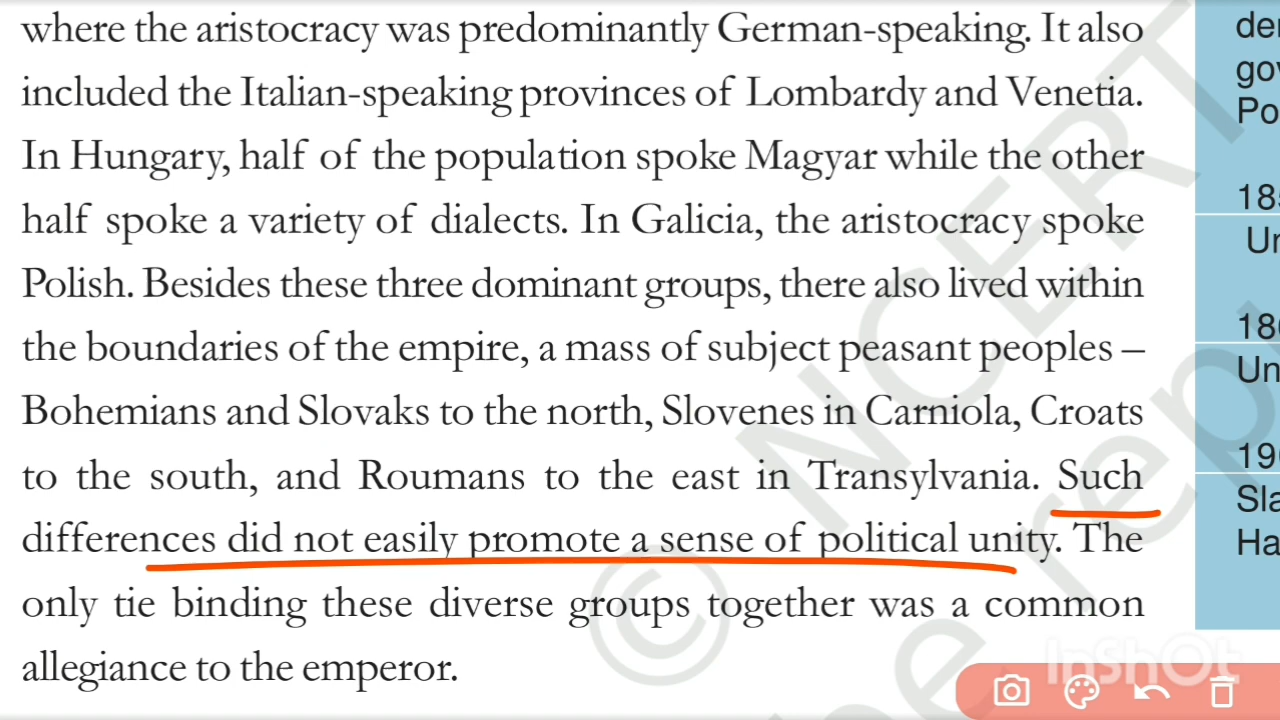 where the aristocracy was predominantly German-speaking. It also
included the Italian-speaking provinces of Lombardy and Venetia.
In Hungary, half of the population spoke Magyar while the other
half spoke a variety of dialects. In Galicia, the aristocracy spoke
Polish. Besides these three dominant groups, there also lived within
the boundaries of the empire, a mass of subject peasant peoples –
Bohemians and Slovaks to the north, Slovenes in Carniola, Croats
to the south, and Roumans to the east in Transylvania. Such
differences did not easily promote a sense of political unity. The
only tie binding these diverse groups together was a common
allegiance to the emperor.
© NCERT
InShOt